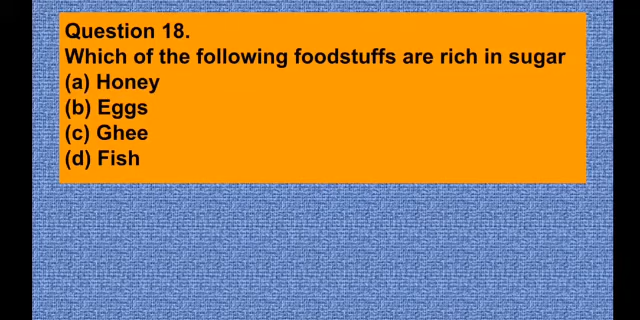 Question 18.
Which of the following foodstuffs are rich in sugar
(a) Honey
(b) Eggs
(c) Ghee
(d) Fish